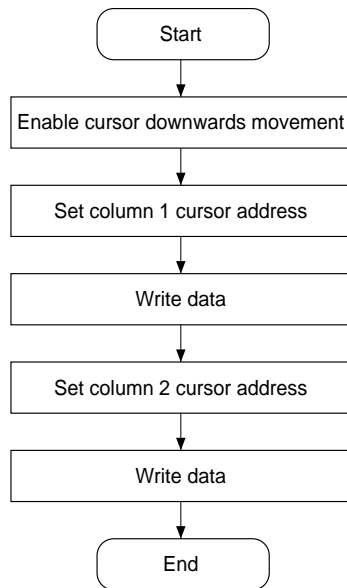 Start
Enable cursor downwards movement
Set column 1 cursor address
Write data
Set column 2 cursor address
Write data
End